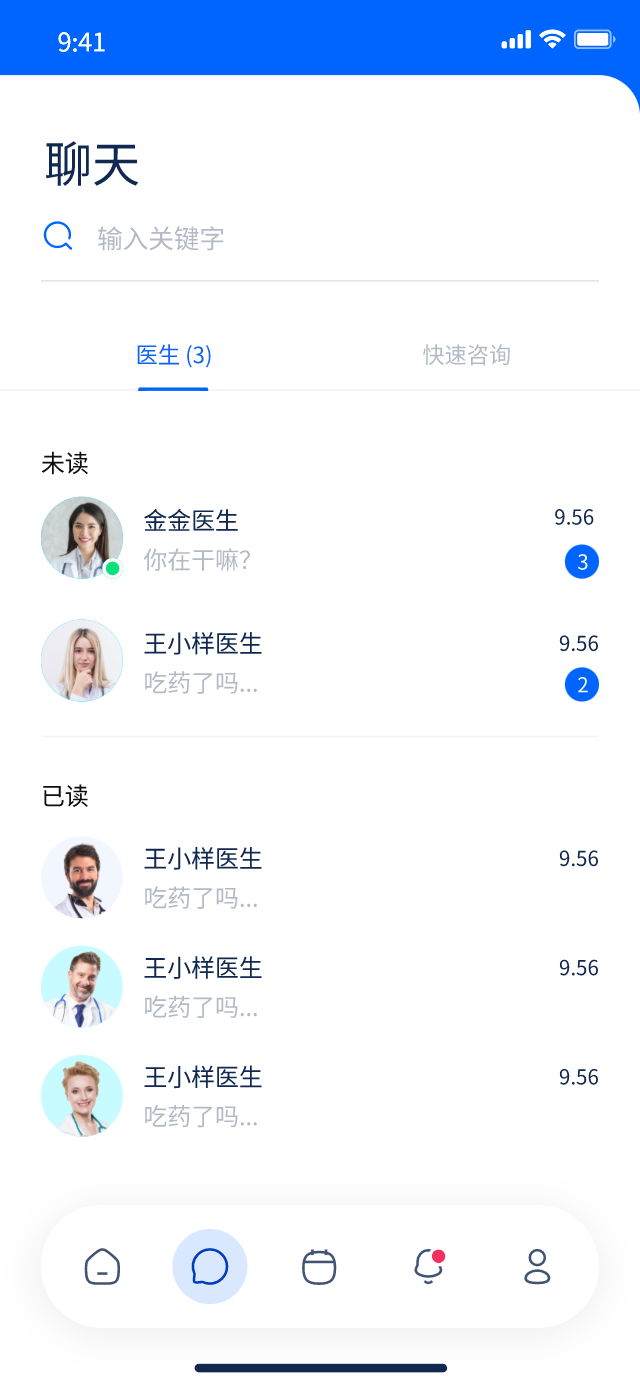 9:41
聊天
输入关键字
医生 (3)
快速咨询
未读
金金医生
9.56
你在干嘛?
3
王小样医生
9.56
吃药了吗...
2
已读
王小样医生
9.56
吃药了吗...
王小样医生
9.56
吃药了吗...
王小样医生
9.56
吃药了吗...